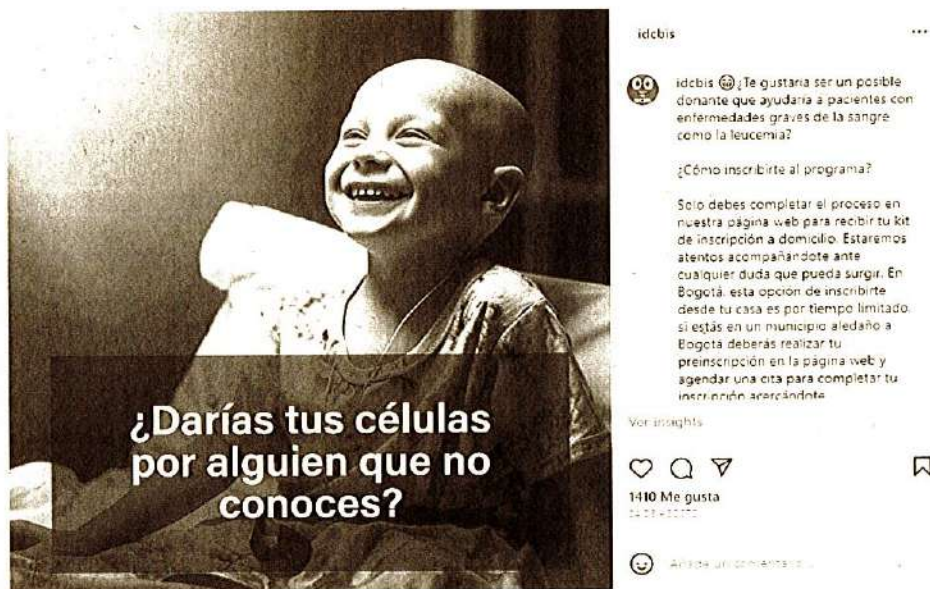 ¿Darías tus células
por alguien que no
conoces?
idcbis
idcbis 😁¿Te gustaría ser un posible
donante que ayudaría a pacientes con
enfermedades graves de la sangre
como la leucemia?
¿Cómo inscribirte al programa?
Solo debes completar el proceso en
nuestra página web para recibir tu kit
de inscripción a domicilio. Estaremos
atentos acompañándote ante
cualquier duda que pueda surgir. En
Bogotá, esta opción de inscribirte
desde tu casa es por tiempo limitado,
si estás en un municipio aledaño a
Bogotá deberás realizar tu
preinscripción en la página web y
agendar una cita para completar tu
inscripción acercándote
Ver insights
1410 Me gusta
Añade un comentario...